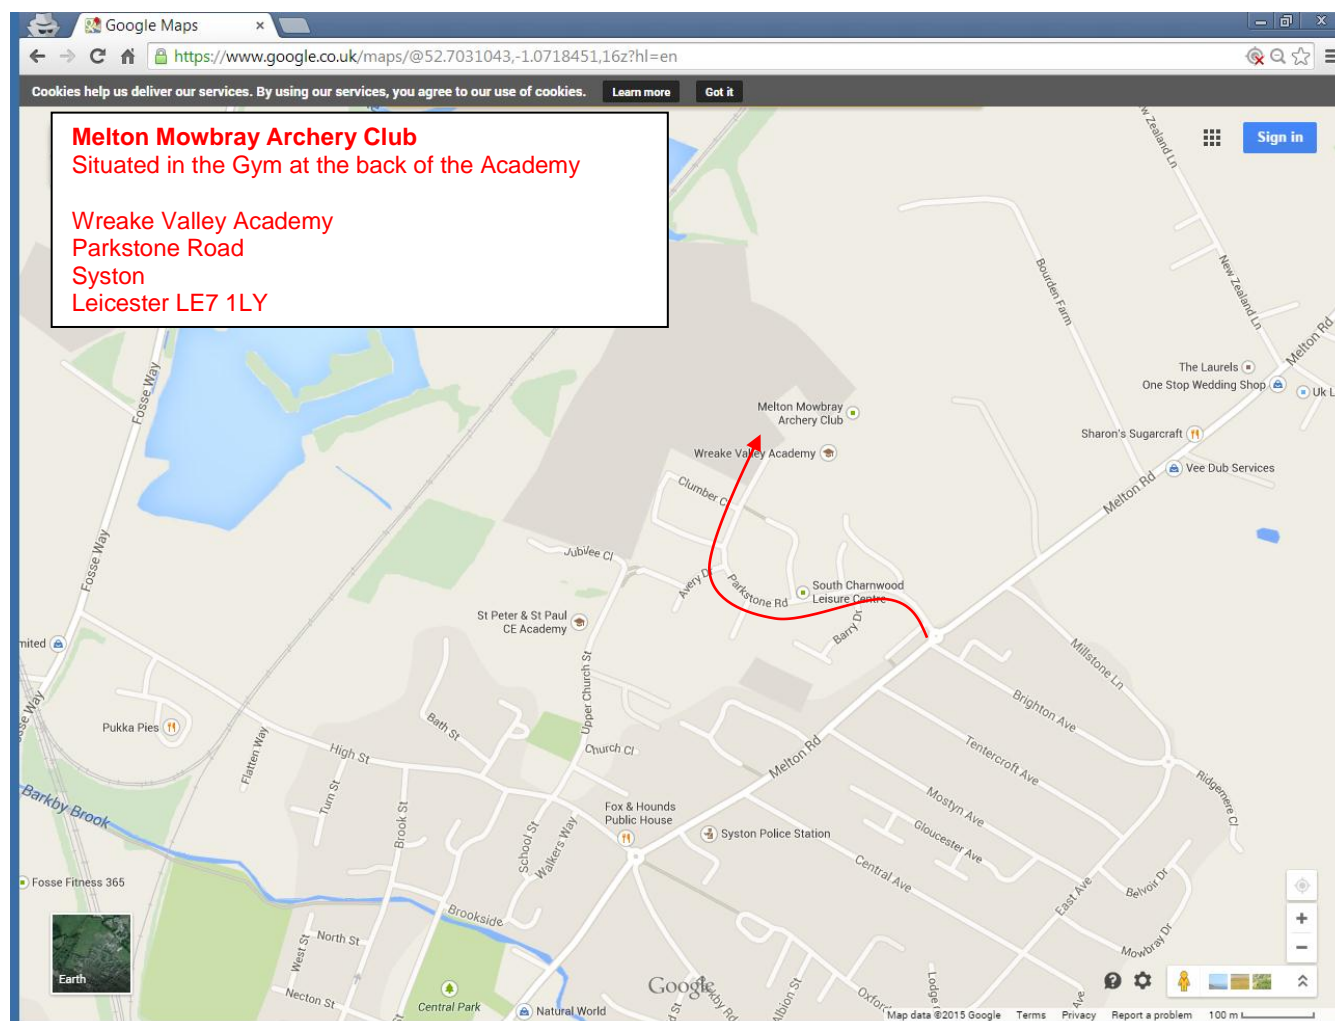 Google Maps
https://www.google.co.uk/maps/@52.7031043,-1.0718451,16z?hl=en
Cookies help us deliver our services. By using our services, you agree to our use of cookies. Learn more Got it
Melton Mowbray Archery Club
Situated in the Gym at the back of the Academy
Wreake Valley Academy
Parkstone Road
Syston
Leicester LE7 1LY
Sign in
New Zealand Ln
Bourden Farm
New Zealand Ln
Melton Rd
The Laurels
One Stop Wedding Shop
Uk L
Fosse Way
Melton Mowbray
Archery Club
Sharon's Sugarcraft
Wreake Valley Academy
Vee Dub Services
Melton Rd
Clumber Cl
Fosse Way
Jubilee Cl
Avery Dr
Parkstone Rd
South Charnwood
Leisure Centre
St Peter & St Paul
CE Academy
Barry Dr
mited
Millstone Ln
Upper Church St
Brighton Ave
Pukka Pies
Bath St
Flatten Way
High St
Church Cl
Melton Rd
Tentercroft Ave
Ridgemere Cl
Turn St
Barkby Brook
Brook St
Fox & Hounds
Public House
Mostyn Ave
School St
Walkers Way
Syston Police Station
Gloucester Ave
Central Ave
Fosse Fitness 365
East Ave
Belvoir Dr
Brookside
North St
West St
Mowbray Dr
Earth
Necton St
Central Park
Natural World
Google
Albion St
Map data ©2015 Google Terms Privacy Report a problem 100 m